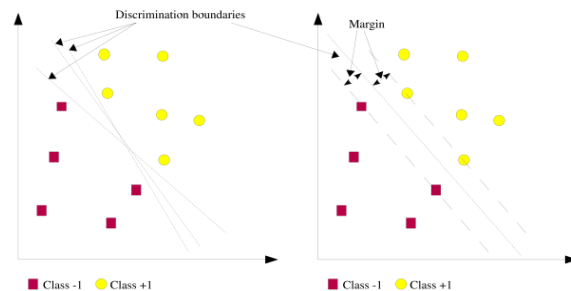 Discrimination boundaries
Margin
Class -1 Class +1
Class -1 Class +1